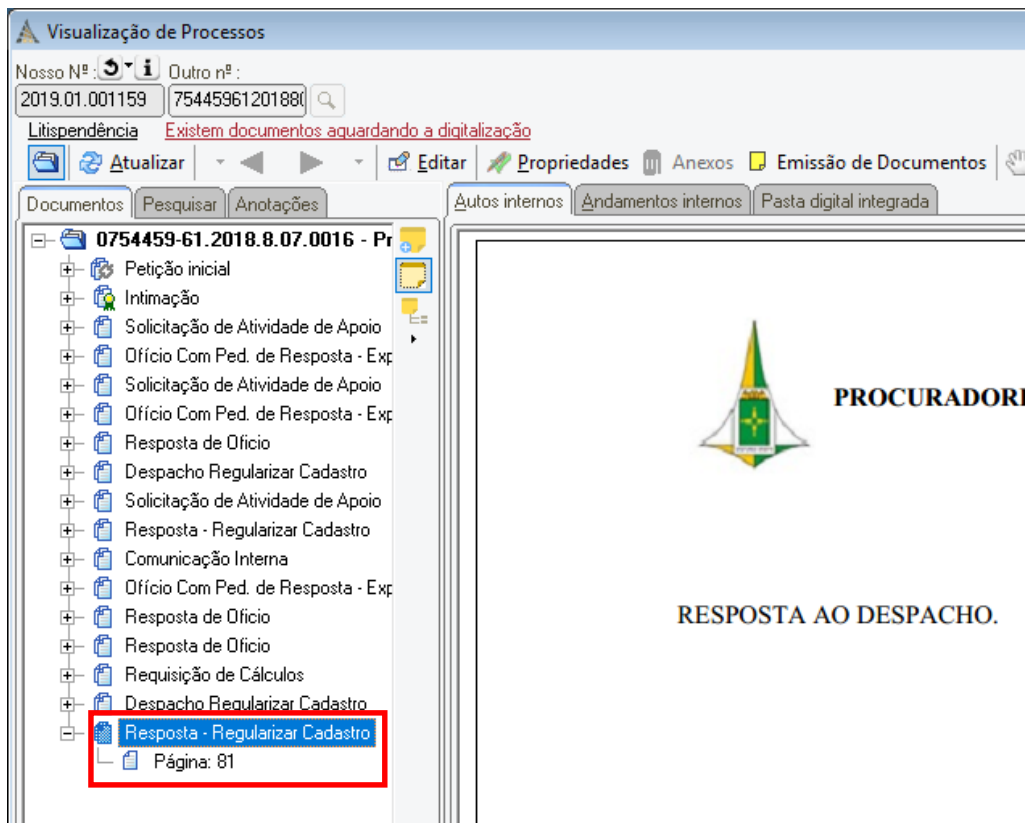 Visualização de Processos
Nosso Nº : Outro nº :
2019.01.001159 75445961201880
Litispendência Existem documentos aguardando a digitalização
Atualizar Editar Propriedades Anexos Emissão de Documentos
Documentos Pesquisar Anotações
Autos internos Andamentos internos Pasta digital integrada
0754459-61.2018.8.07.0016 - Pr
Petição inicial
Intimação
Solicitação de Atividade de Apoio
Ofício Com Ped. de Resposta - Exp
Solicitação de Atividade de Apoio
Ofício Com Ped. de Resposta - Exp
Resposta de Oficio
Despacho Regularizar Cadastro
Solicitação de Atividade de Apoio
Resposta - Regularizar Cadastro
Comunicação Interna
Ofício Com Ped. de Resposta - Exp
Resposta de Oficio
Resposta de Oficio
Requisição de Cálculos
Despacho Regularizar Cadastro
Resposta - Regularizar Cadastro
Página: 81
PROCURADORI
RESPOSTA AO DESPACHO.